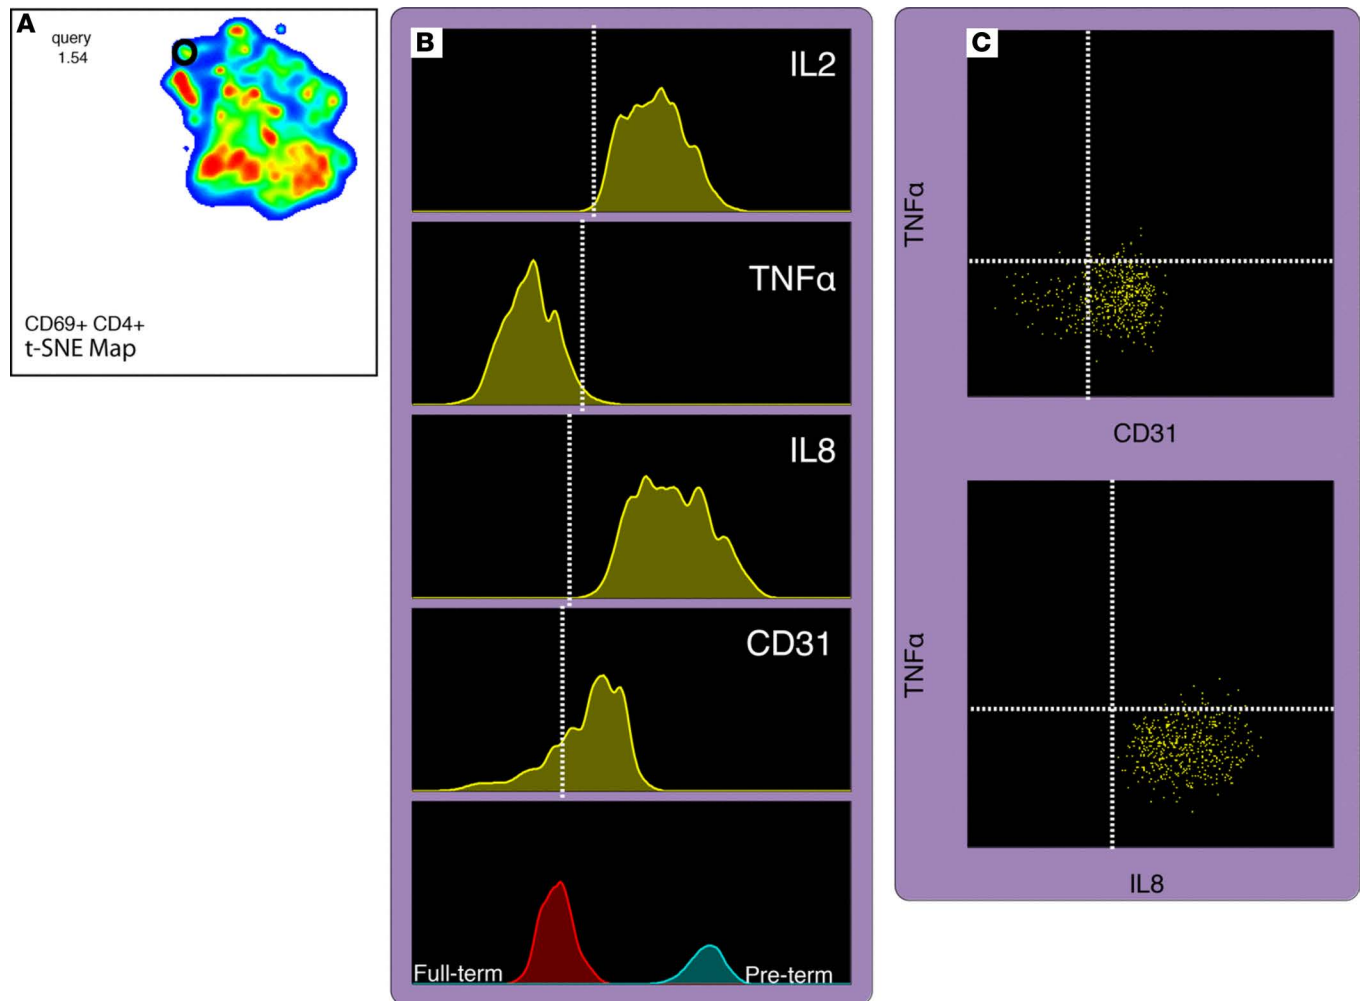 A
query
1.54
CD69+ CD4+
t-SNE Map
B
IL2
TNFα
IL8
CD31
Full-term
Pre-term
C
TNFα
CD31
TNFα
IL8